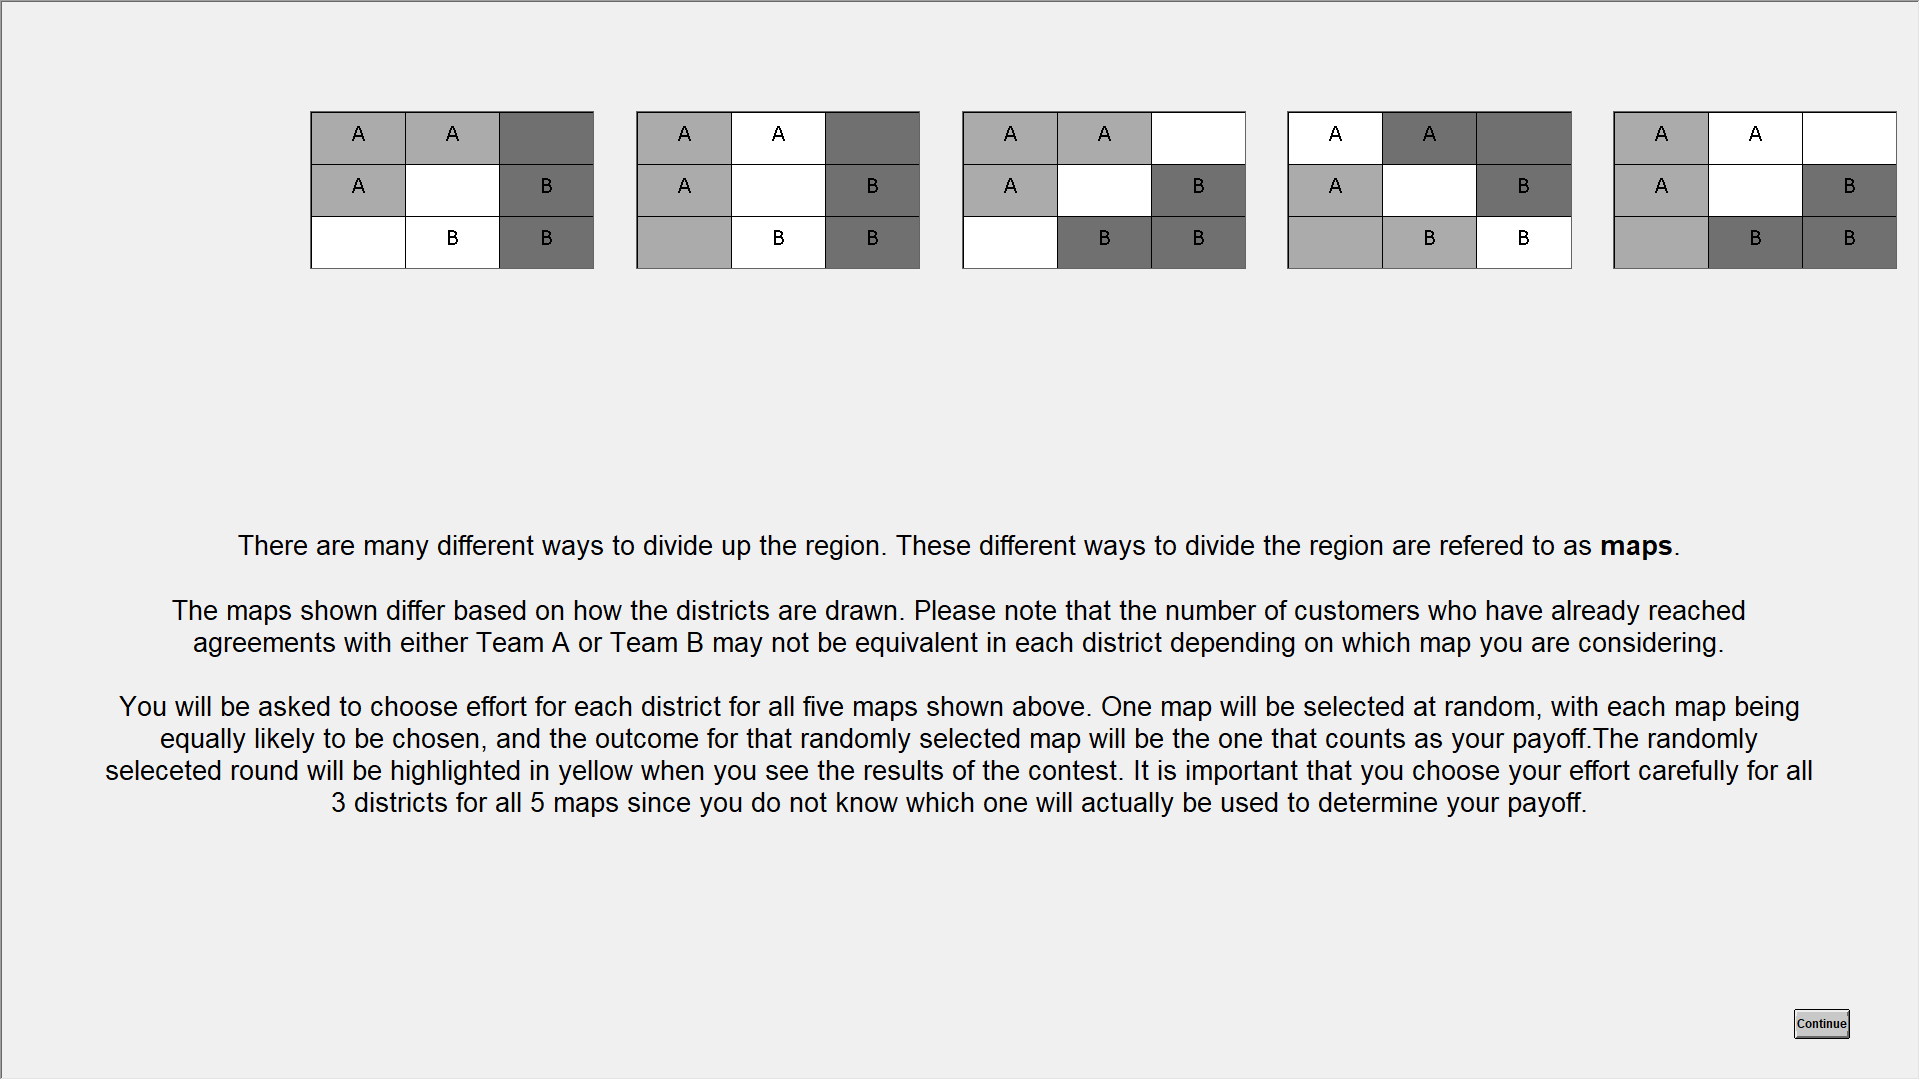 A A A A A A A A A
A B A B A B A B A B
B B B B B B B B B B
There are many different ways to divide up the region. These different ways to divide the region are refered to as maps.
The maps shown differ based on how the districts are drawn. Please note that the number of customers who have already reached
agreements with either Team A or Team B may not be equivalent in each district depending on which map you are considering.
You will be asked to choose effort for each district for all five maps shown above. One map will be selected at random, with each map being
equally likely to be chosen, and the outcome for that randomly selected map will be the one that counts as your payoff.The randomly
seleceted round will be highlighted in yellow when you see the results of the contest. It is important that you choose your effort carefully for all
3 districts for all 5 maps since you do not know which one will actually be used to determine your payoff.
Continue